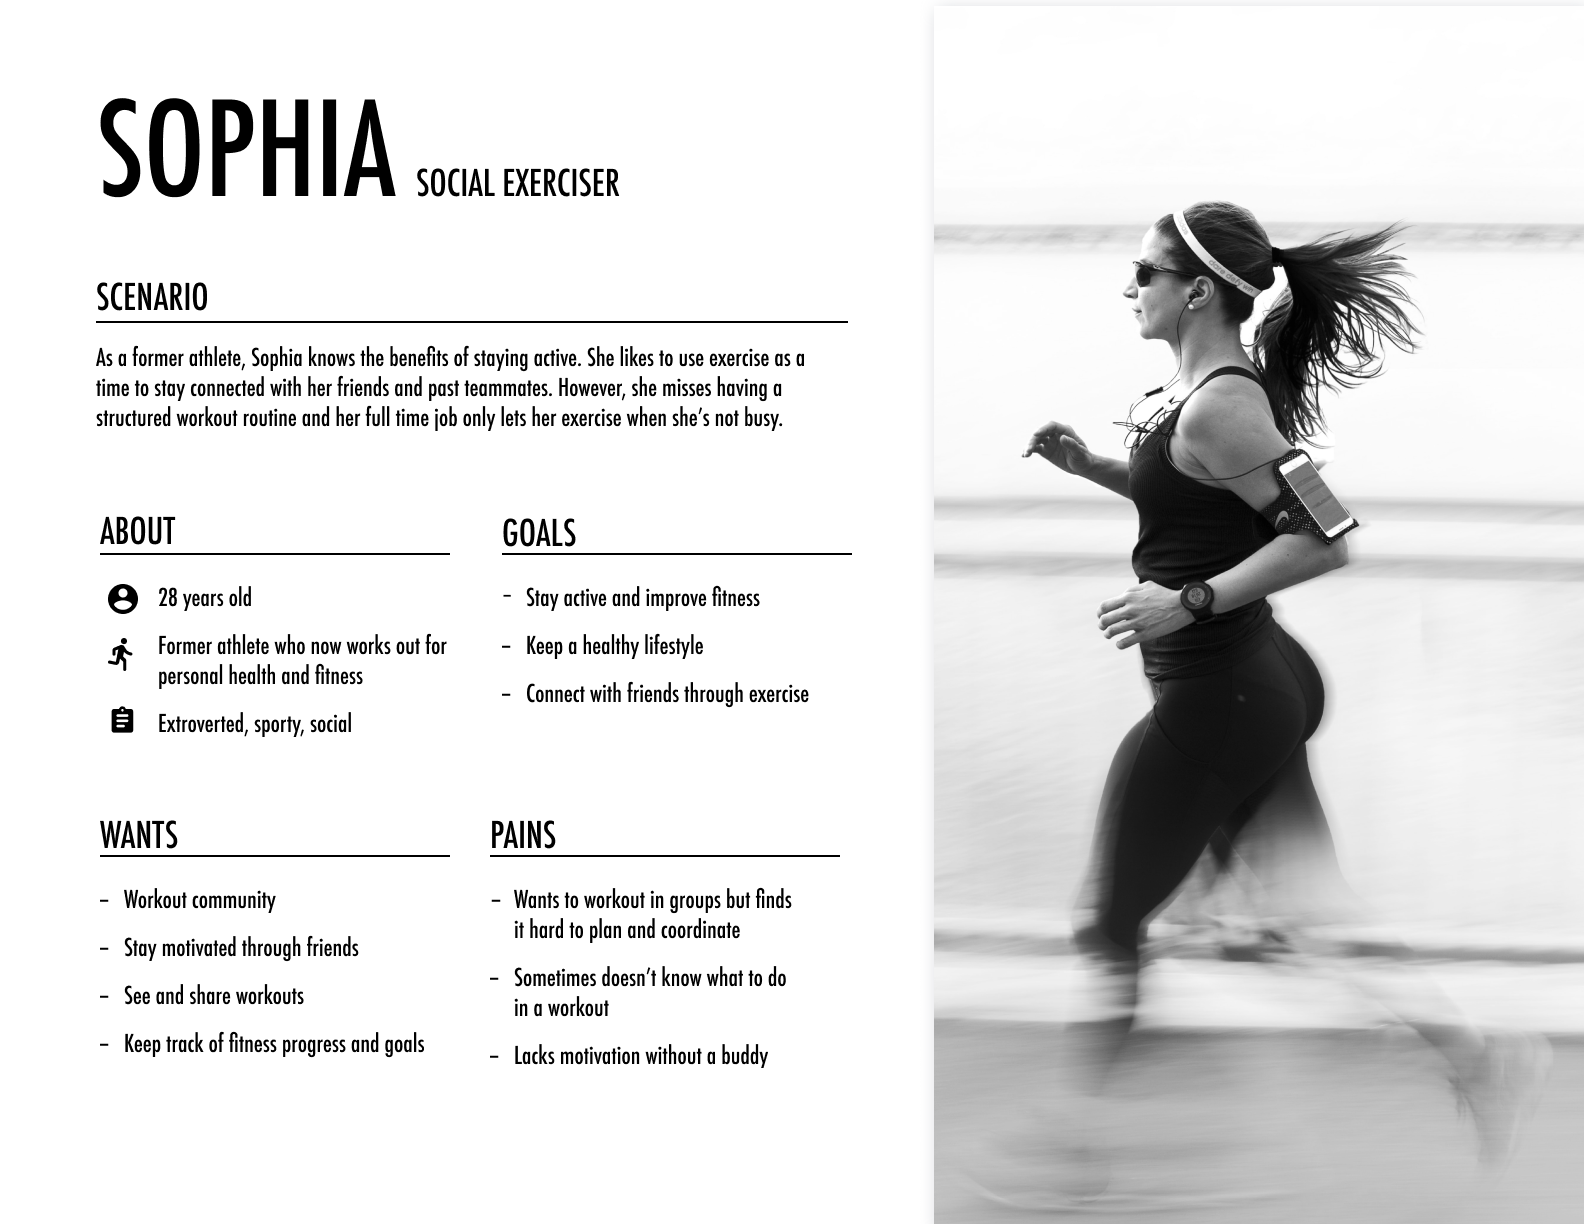 SOPHIA SOCIAL EXERCISER
SCENARIO
As a former athlete, Sophia knows the benefits of staying active. She likes to use exercise as a
time to stay connected with her friends and past teammates. However, she misses having a
structured workout routine and her full time job only lets her exercise when she's not busy.
ABOUT
28 years old
Former athlete who now works out for
personal health and fitness
Extroverted, sporty, social
GOALS
– Stay active and improve fitness
– Keep a healthy lifestyle
– Connect with friends through exercise
WANTS
– Workout community
– Stay motivated through friends
– See and share workouts
– Keep track of fitness progress and goals
PAINS
– Wants to workout in groups but finds
it hard to plan and coordinate
– Sometimes doesn't know what to do
in a workout
– Lacks motivation without a buddy